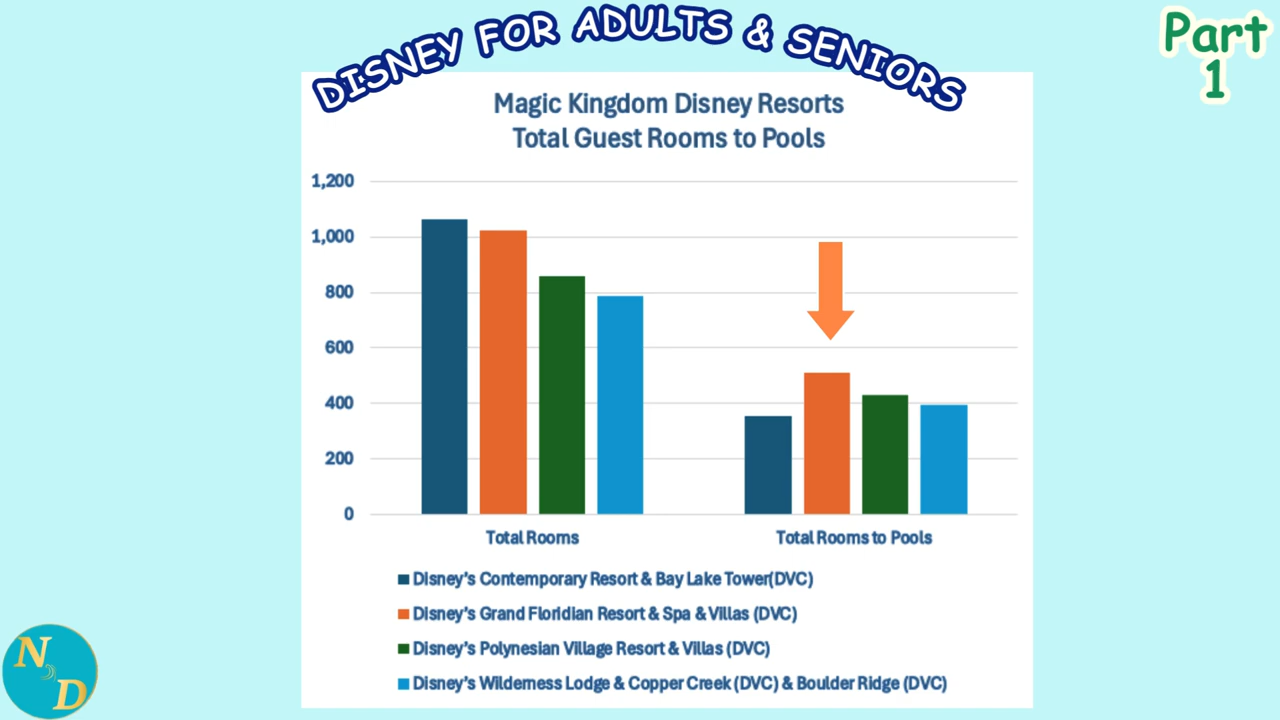 DISNEY FOR ADULTS & SENIORS
Part
1
Magic Kingdom Disney Resorts
Total Guest Rooms to Pools
1,200
1,000
800
600
400
200
0
Total Rooms
Total Rooms to Pools
Disney's Contemporary Resort & Bay Lake Tower(DVC)
Disney's Grand Floridian Resort & Spa & Villas (DVC)
Disney's Polynesian Village Resort & Villas (DVC)
Disney's Wilderness Lodge & Copper Creek (DVC) & Boulder Ridge (DVC)
N
D